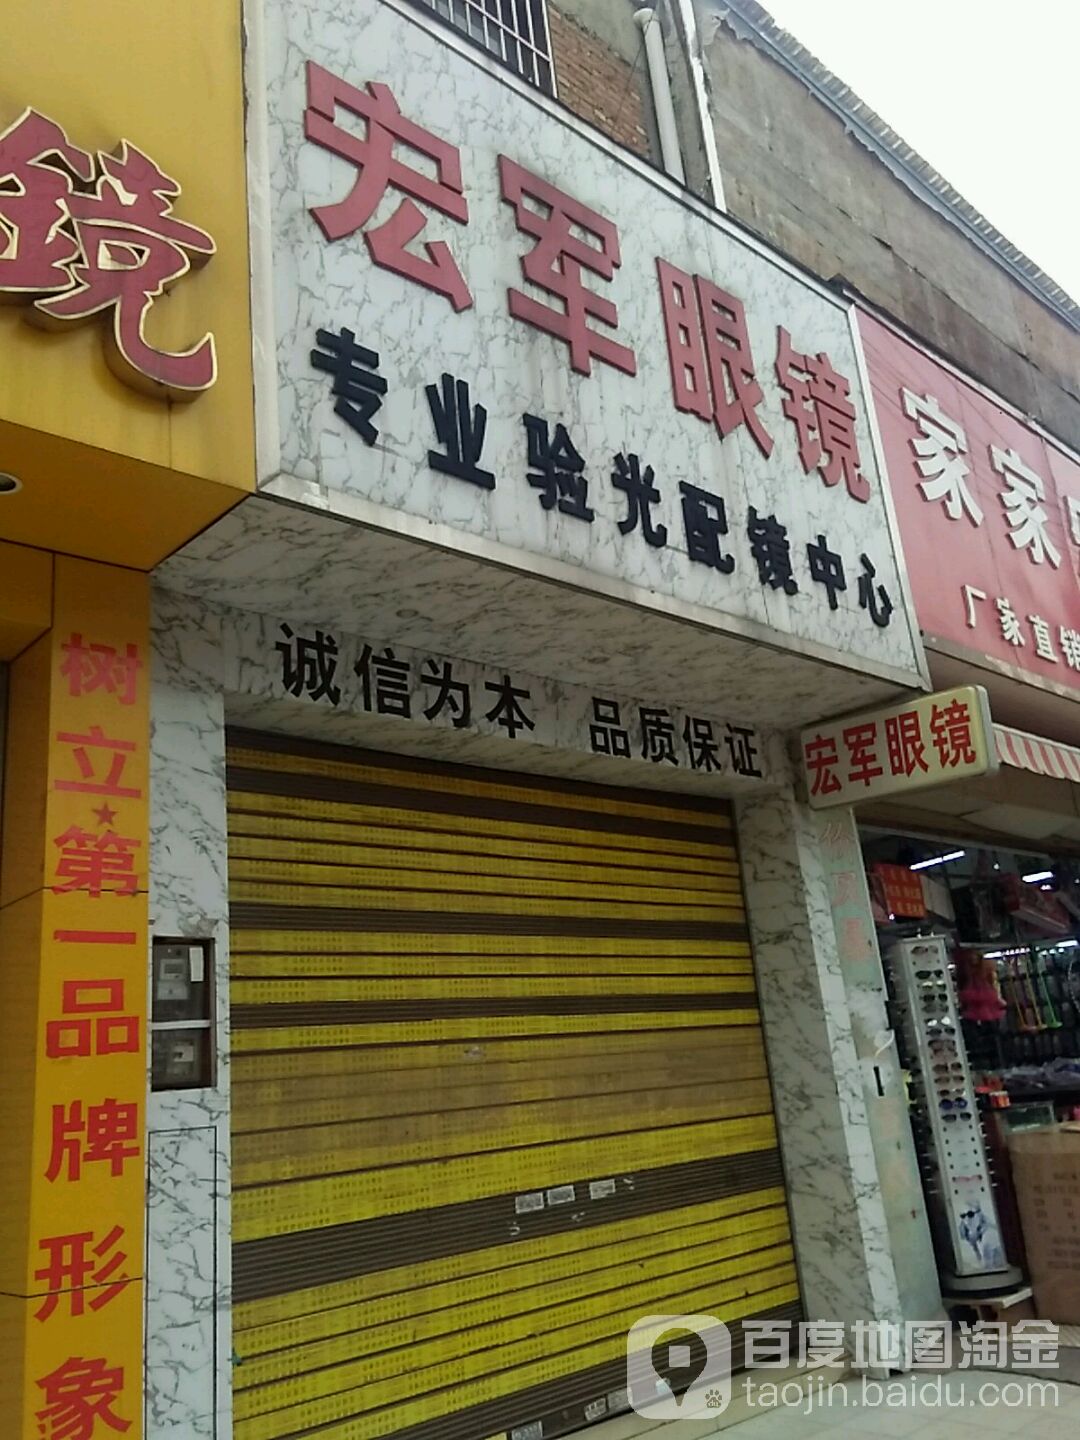 镜
宏军眼镜
专业验光配镜中心
诚信为本 品质保证
宏军眼镜
家家
厂家直销
树立★第一品牌形象
百度地图淘金
taojin.baidu.com